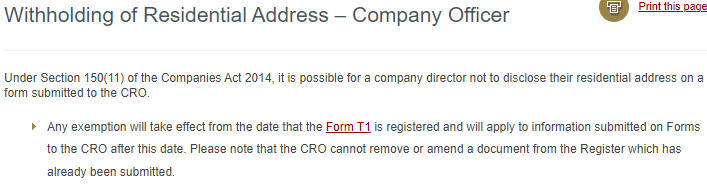 Withholding of Residential Address – Company Officer
Print this page
Under Section 150(11) of the Companies Act 2014, it is possible for a company director not to disclose their residential address on a
form submitted to the CRO.
Any exemption will take effect from the date that the Form T1 is registered and will apply to information submitted on Forms
to the CRO after this date. Please note that the CRO cannot remove or amend a document from the Register which has
already been submitted.